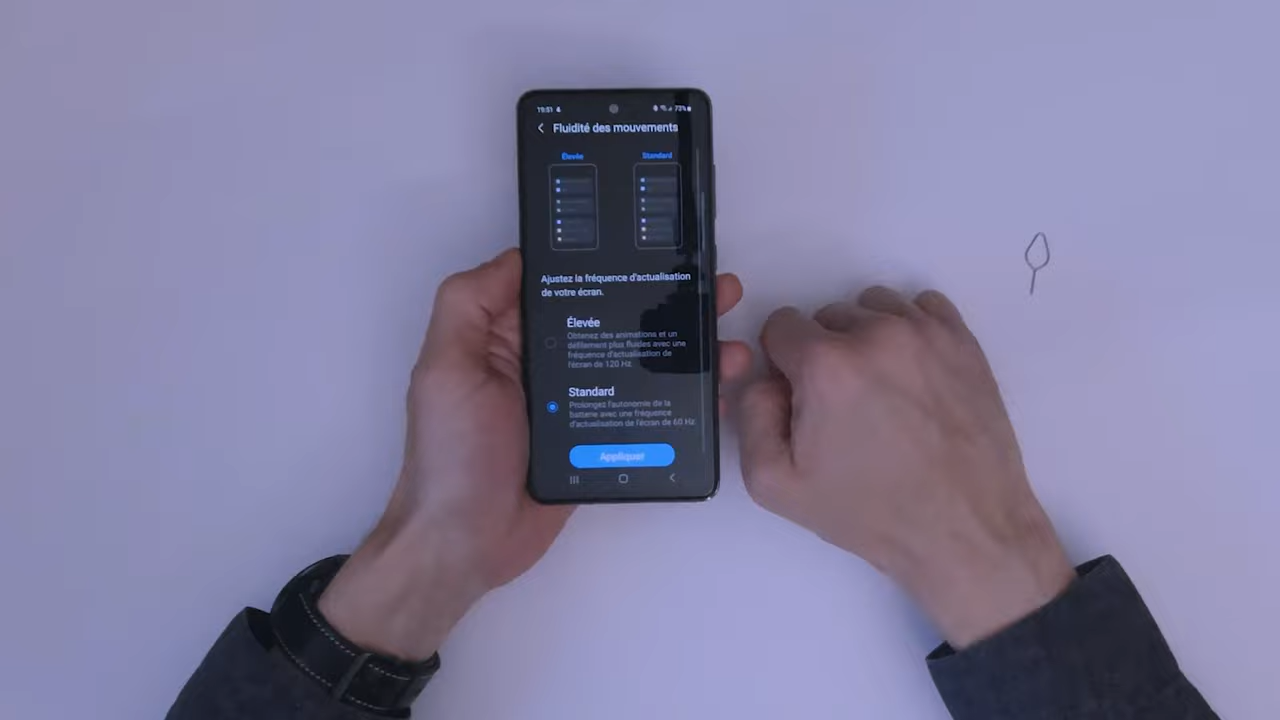 19:51
73%
Fluidité des mouvements
Élevée
Standard
Ajustez la fréquence d'actualisation
de votre écran.
Élevée
Obtenez des animations et un
défilement plus fluides avec une
fréquence d'actualisation de
l'écran de 120 Hz
Standard
Prolongez l'autonomie de la
batterie avec une fréquence
d'actualisation de l'écran de 60 Hz
Appliquer